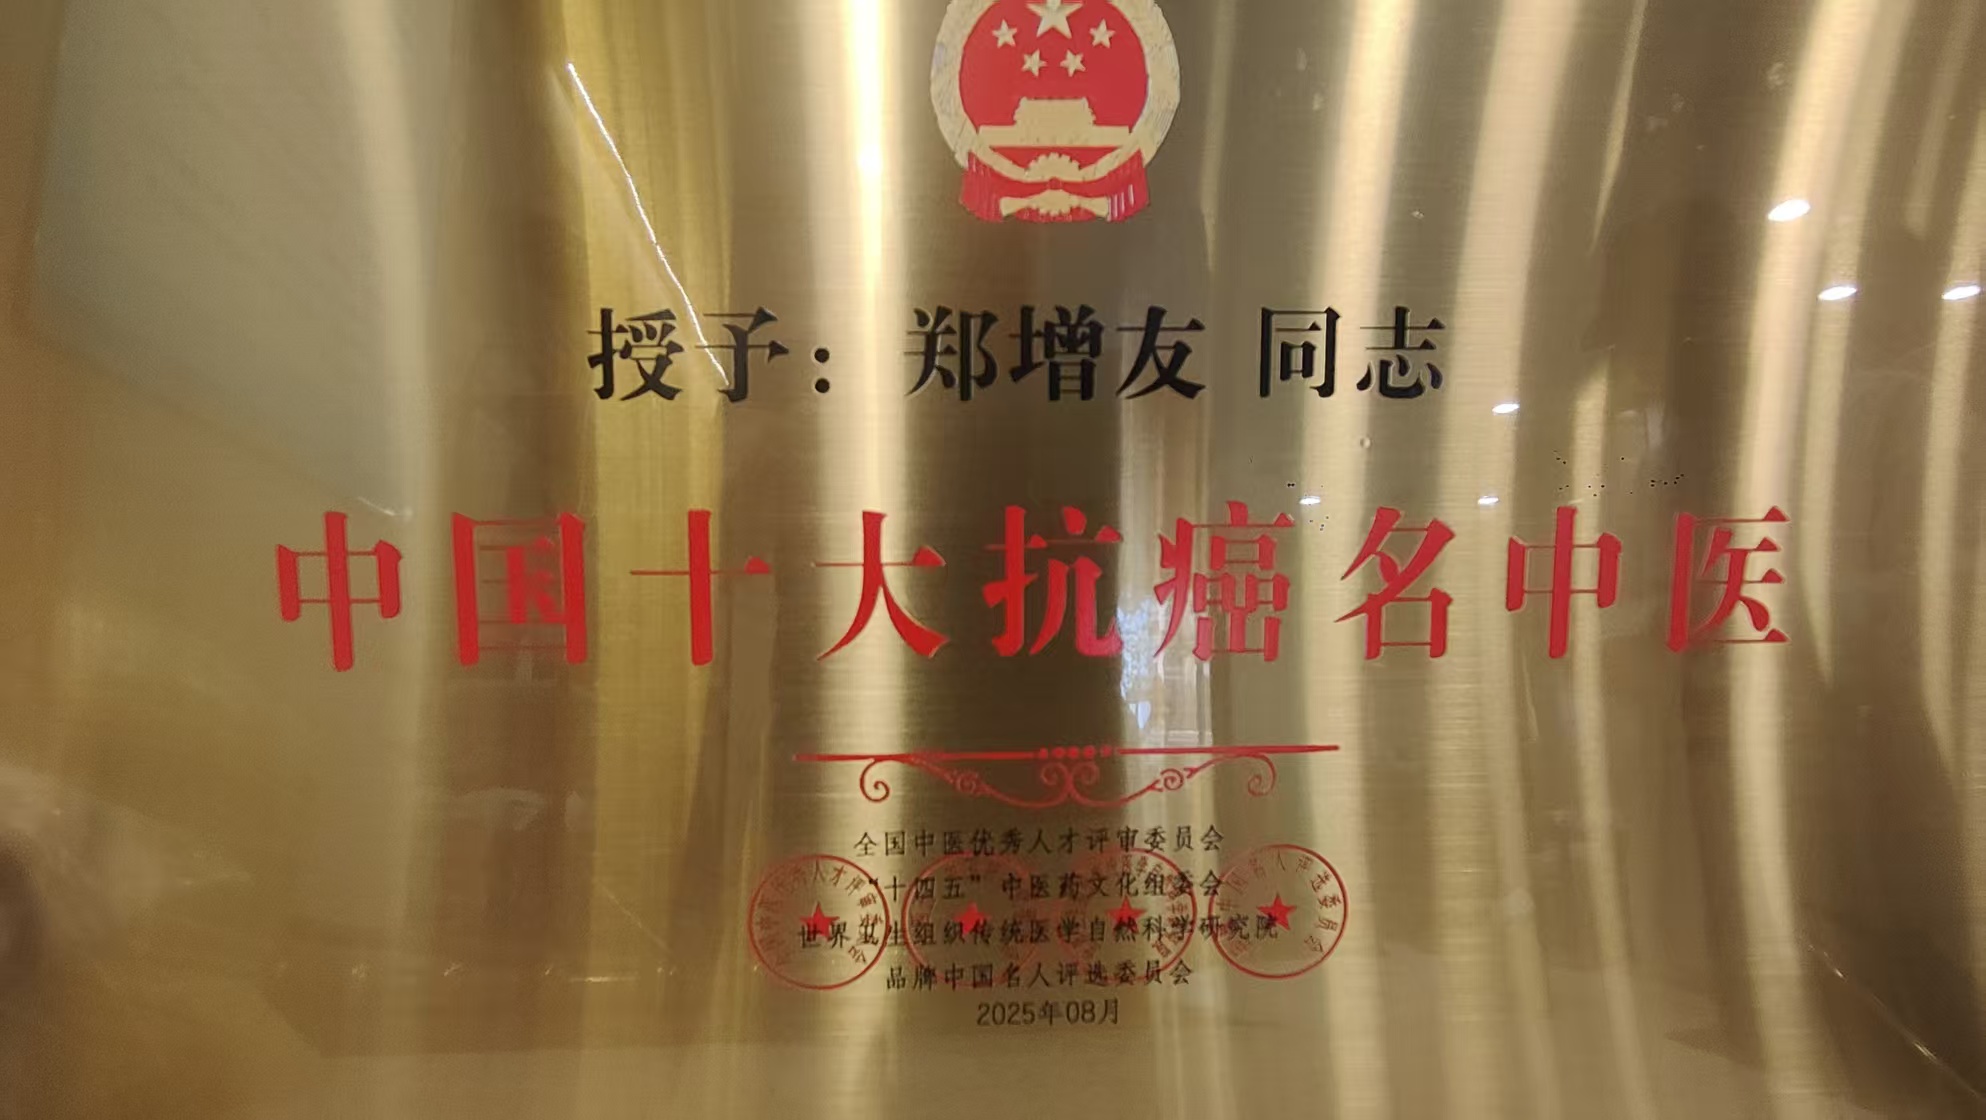 授予：郑增友 同志
中国十大抗癌名中医
全国中医优秀人才评审委员会
“十四五”中医药文化组委会
世界卫生组织传统医学自然科学研究院
品牌中国名人评选委员会
2025年08月